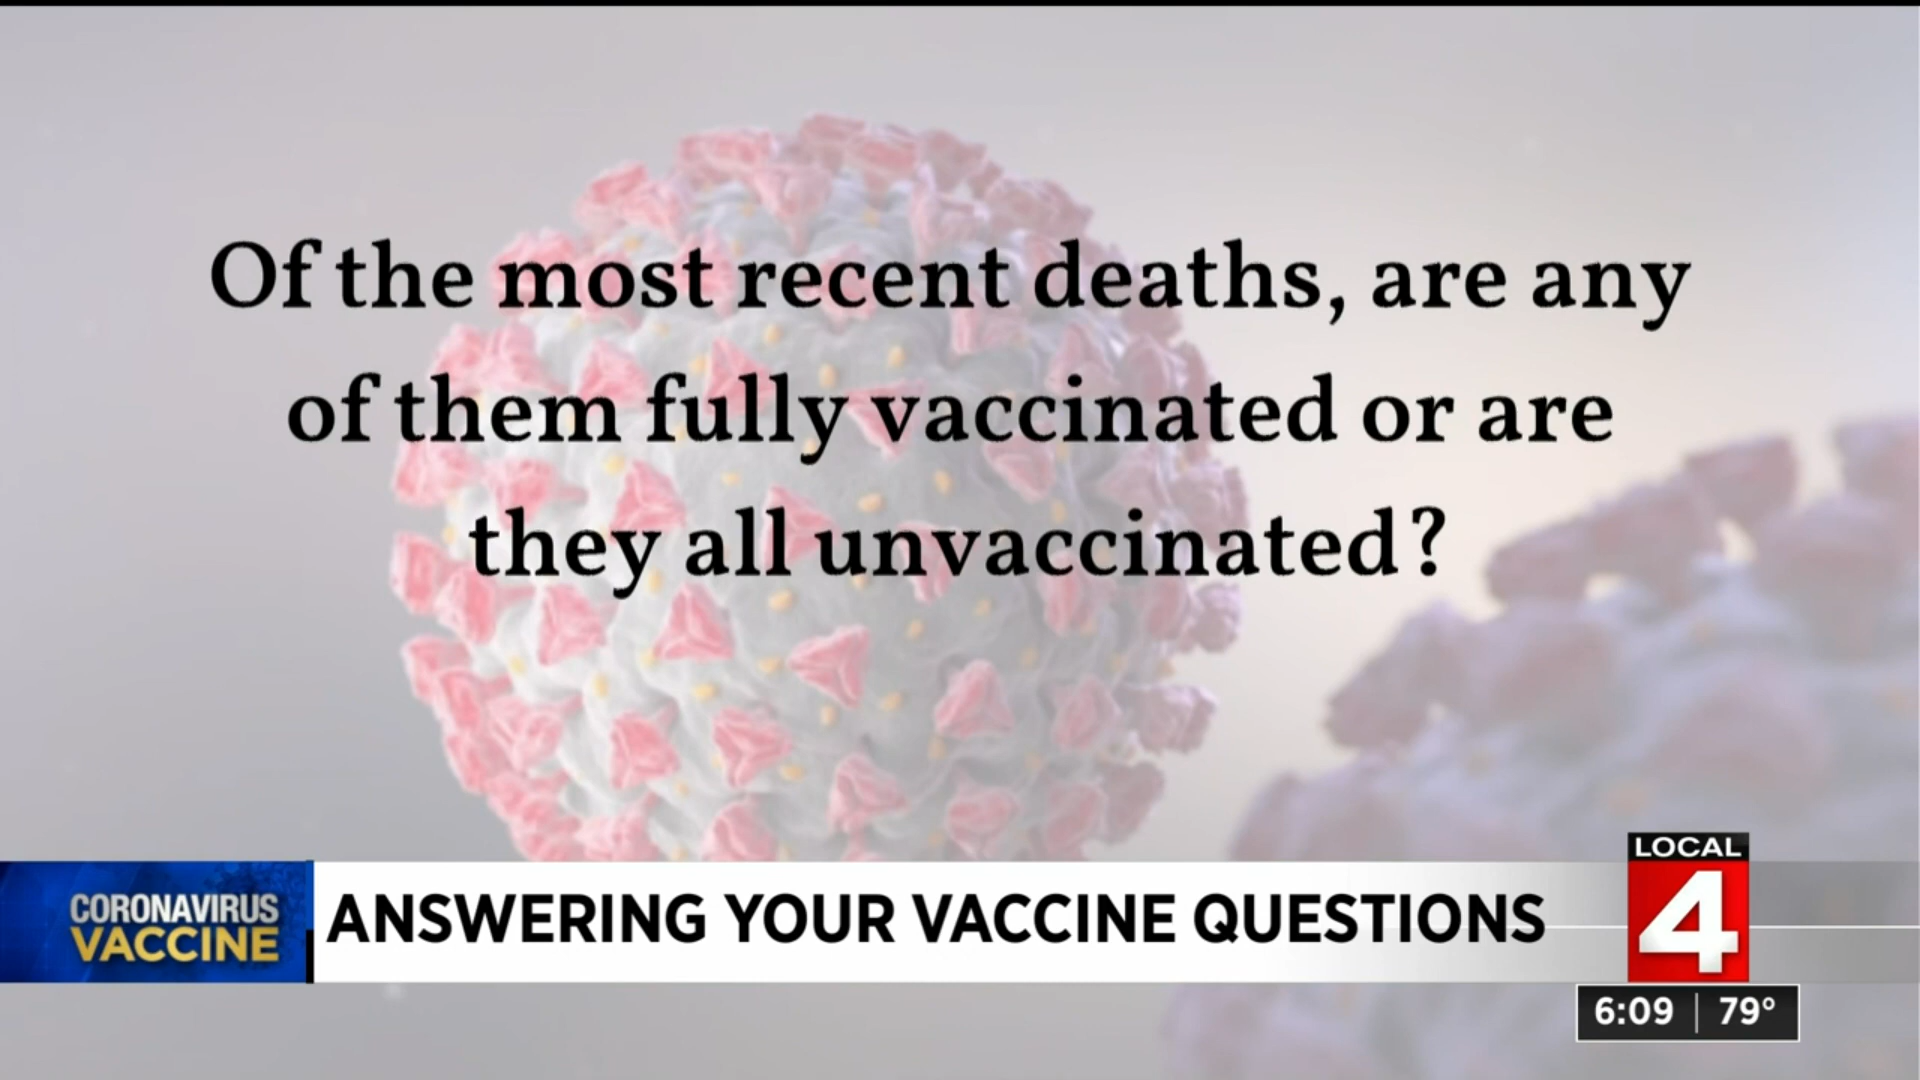 Of the most recent deaths, are any
of them fully vaccinated or are
they all unvaccinated?
CORONAVIRUS
VACCINE
ANSWERING YOUR VACCINE QUESTIONS
LOCAL
4
6:09 79°